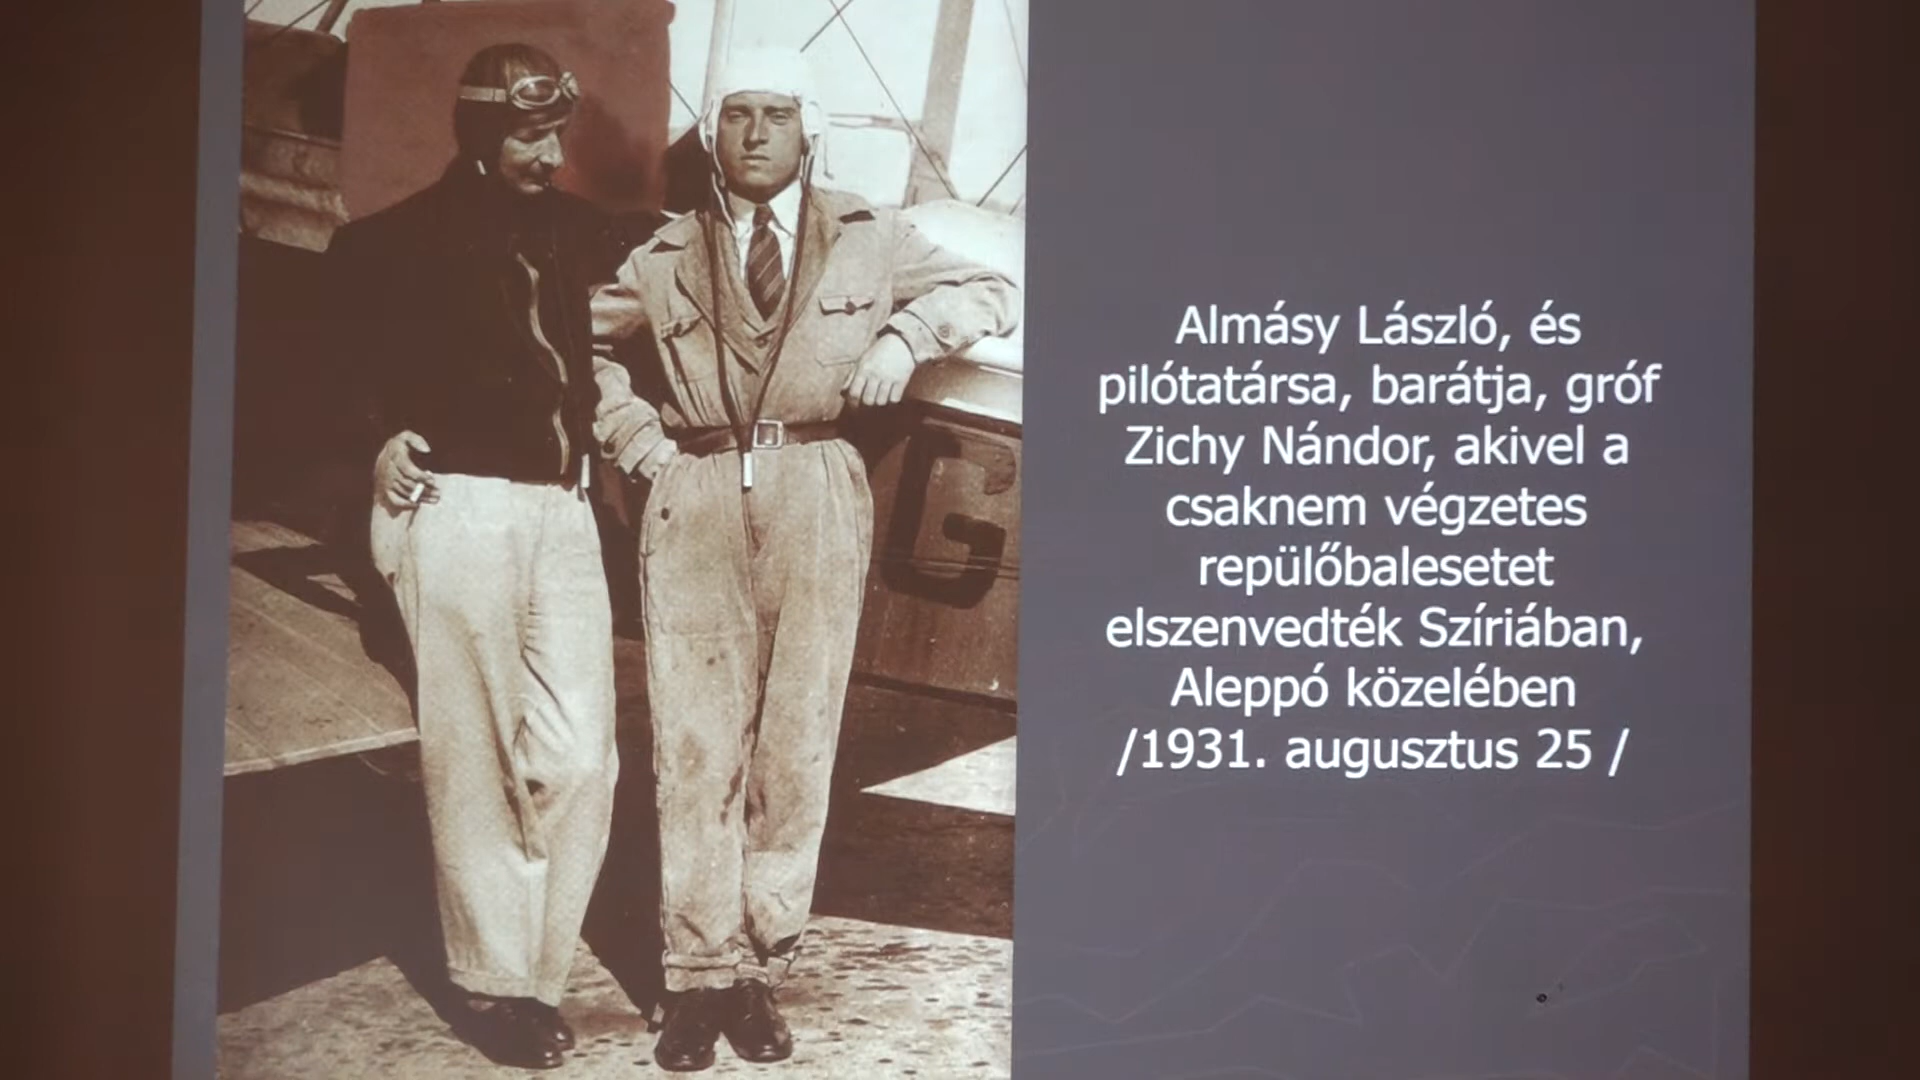 Almásy László, és
pilótatársa, barátja, gróf
Zichy Nándor, akivel a
csaknem végzetes
repülőbalesetet
elszenvedték Szíriában,
Aleppó közelében
/1931. augusztus 25 /
G